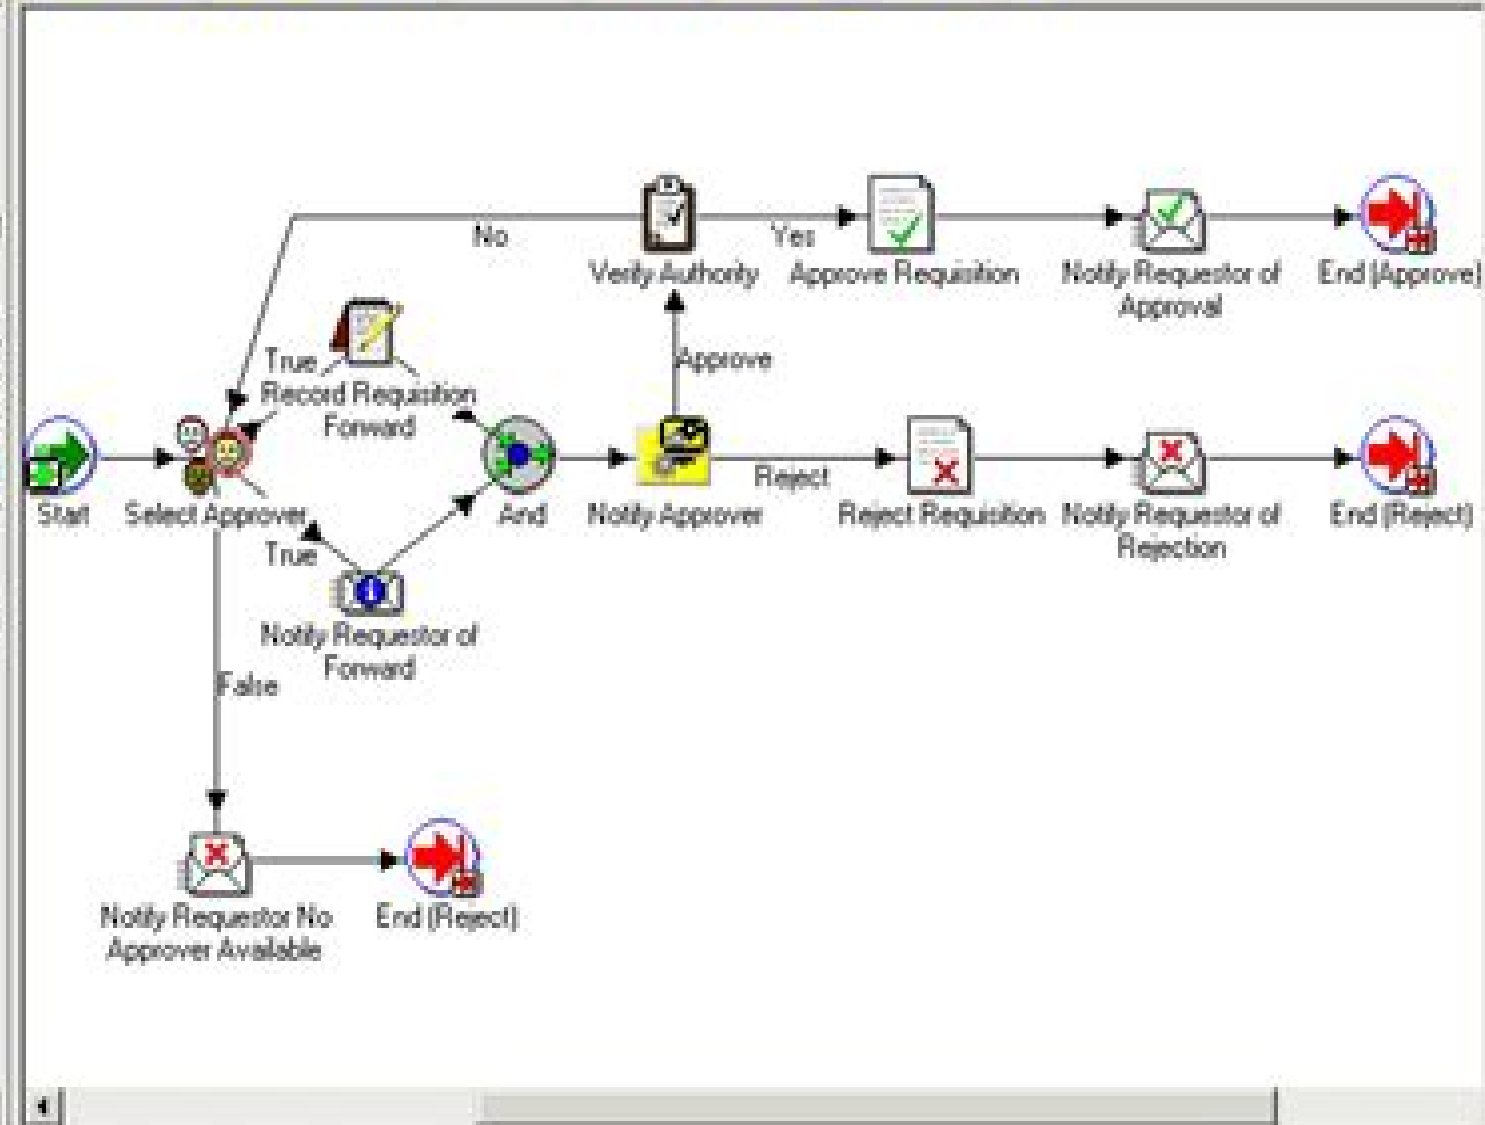 No
Yes
Verify Authority
Approve Requisition
Notify Requestor of
Approval
End (Approve)
True
Record Requisition
Forward
Approve
Start
Select Approver
And
Notify Approver
Reject
Reject Requisition
Notify Requestor of
Rejection
End (Reject)
True
Notify Requestor of
Forward
False
Notify Requestor No
Approver Available
End (Reject)